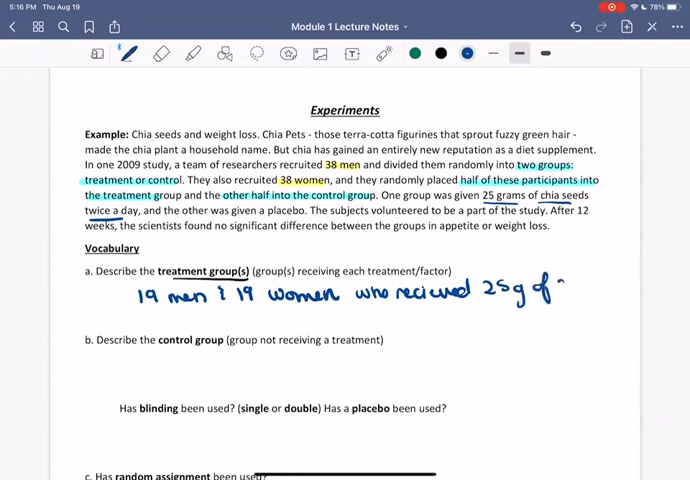 5:16 PM Thu Aug 19
78%
Module 1 Lecture Notes
Experiments
Example: Chia seeds and weight loss. Chia Pets - those terra-cotta figurines that sprout fuzzy green hair -
made the chia plant a household name. But chia has gained an entirely new reputation as a diet supplement.
In one 2009 study, a team of researchers recruited 38 men and divided them randomly into two groups:
treatment or control. They also recruited 38 women, and they randomly placed half of these participants into
the treatment group and the other half into the control group. One group was given 25 grams of chia seeds
twice a day, and the other was given a placebo. The subjects volunteered to be a part of the study. After 12
weeks, the scientists found no significant difference between the groups in appetite or weight loss.
Vocabulary
a. Describe the treatment group(s) (group(s) receiving each treatment/factor)
19 men & 19 women who recieved 25g of
b. Describe the control group (group not receiving a treatment)
Has blinding been used? (single or double) Has a placebo been used?
c. Has random assignment been used?